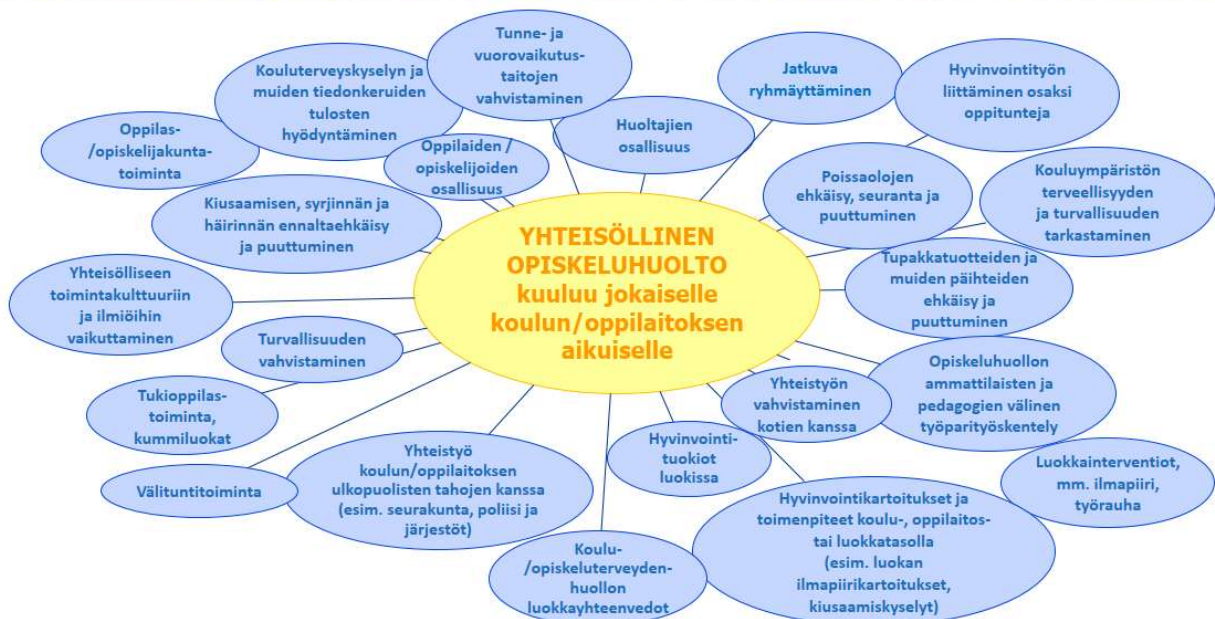 Tunne- ja
vuorovaikutus-
taitojen
vahvistaminen
Kouluterveyskyselyn ja
muiden tiedonkeruiden
tulosten
hyödyntäminen
Jatkuva
ryhmäyttäminen
Hyvinvointityön
liittäminen osaksi
oppitunteja
Oppilas-
/opiskelijakunta-
toiminta
Oppilaiden /
opiskelijoiden
osallisuus
Huoltajien
osallisuus
Poissaolojen
ehkäisy, seuranta ja
puuttuminen
Kouluympäristön
terveellisyyden
ja turvallisuuden
tarkastaminen
Kiusaamisen, syrjinnän ja
häirinnän ennaltaehkäisy
ja puuttuminen
YHTEISÖLLINEN
OPISKELUHUOLTO
kuuluu jokaiselle
koulun/oppilaitoksen
aikuiselle
Yhteisölliseen
toimintakulttuuriin
ja ilmiöihin
vaikuttaminen
Tupakkatuotteiden ja
muiden päihteiden
ehkäisy ja
puuttuminen
Turvallisuuden
vahvistaminen
Opiskeluhuollon
ammattilaisten ja
pedagogien välinen
työparityöskentely
Yhteistyön
vahvistaminen
kotien kanssa
Tukioppilas-
toiminta,
kummiluokat
Hyvinvointi-
tuokiot
luokissa
Yhteistyö
koulun/oppilaitoksen
ulkopuolisten tahojen kanssa
(esim. seurakunta, poliisi ja
järjestöt)
Luokkainterventiot,
mm. ilmapiiri,
työrauha
Välituntitoiminta
Hyvinvointikartoitukset ja
toimenpiteet koulu-, oppilaitos-
tai luokkatasolla
(esim. luokan
ilmapiirikartoitukset,
kiusaamiskyselyt)
Koulu-
/opiskeluterveyden-
huollon
luokkayhteenvedot